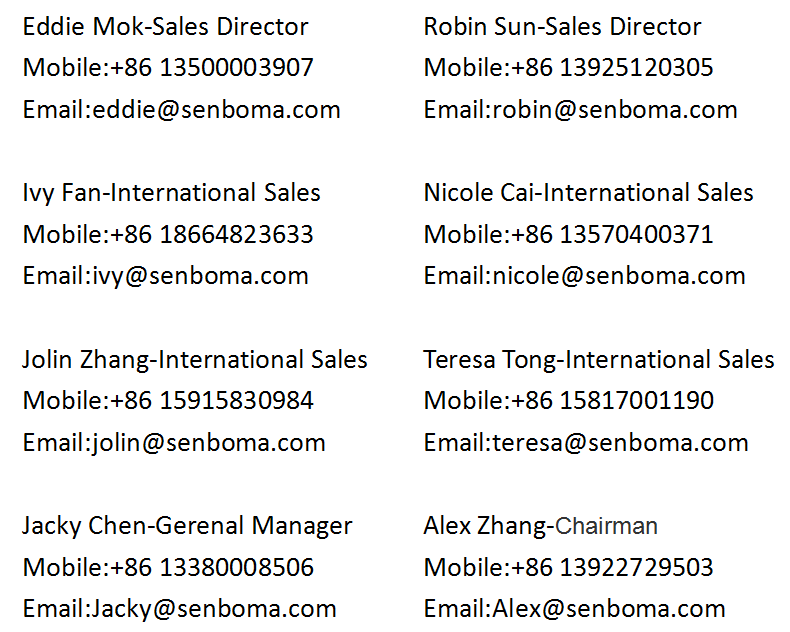 Eddie Mok-Sales Director
Mobile:+86 13500003907
Email:eddie@senboma.com
Robin Sun-Sales Director
Mobile:+86 13925120305
Email:robin@senboma.com
Ivy Fan-International Sales
Mobile:+86 18664823633
Email:ivy@senboma.com
Nicole Cai-International Sales
Mobile:+86 13570400371
Email:nicole@senboma.com
Jolin Zhang-International Sales
Mobile:+86 15915830984
Email:jolin@senboma.com
Teresa Tong-International Sales
Mobile:+86 15817001190
Email:teresa@senboma.com
Jacky Chen-Gerenal Manager
Mobile:+86 13380008506
Email:Jacky@senboma.com
Alex Zhang-Chairman
Mobile:+86 13922729503
Email:Alex@senboma.com